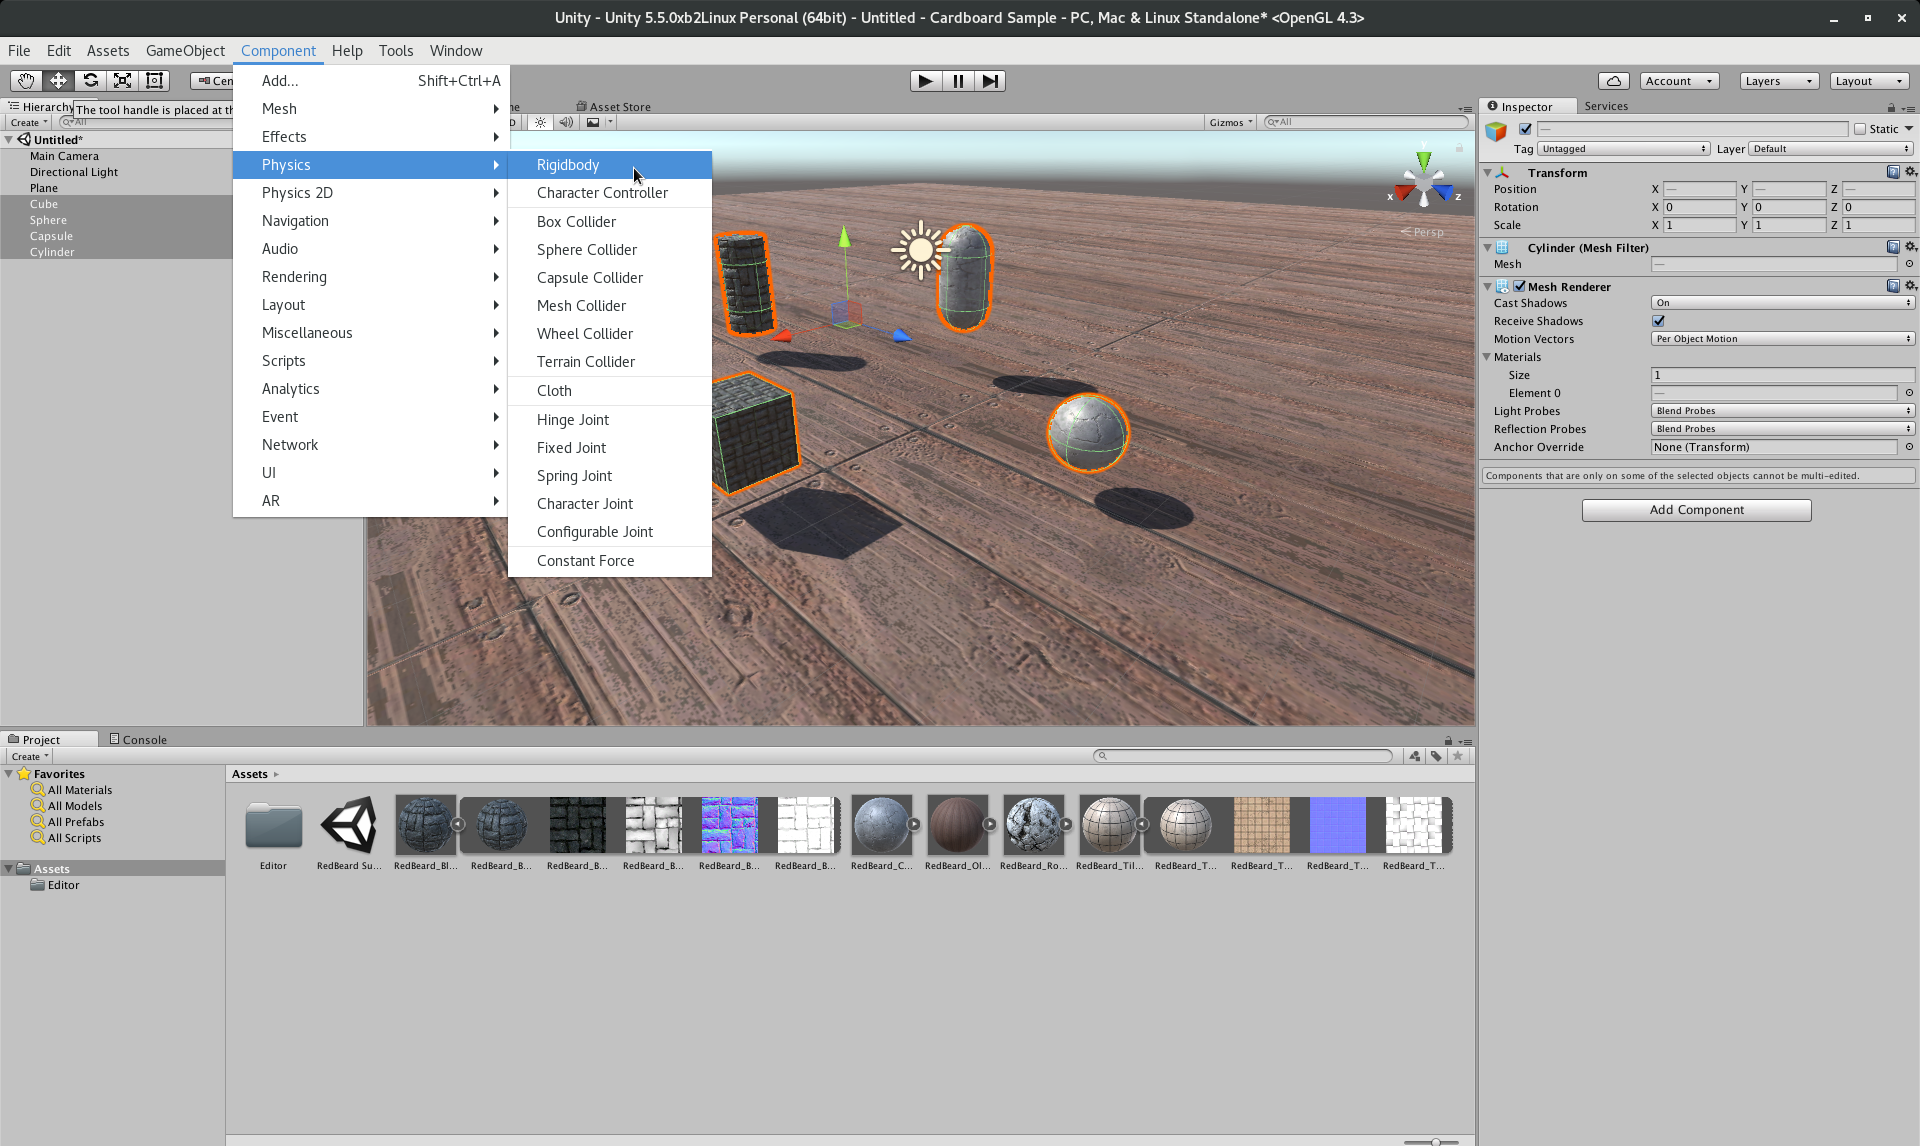 Unity - Unity 5.5.0xb2Linux Personal (64bit) - Untitled - Cardboard Sample - PC, Mac & Linux Standalone* <OpenGL 4.3>
File Edit Assets GameObject Component Help Tools Window
Cen
Account
Layers
Layout
Hierarchy
The tool handle is placed at th
Create
All
Untitled*
Main Camera
Directional Light
Plane
Cube
Sphere
Capsule
Cylinder
Add... Shift+Ctrl+A
Mesh
Effects
Physics
Physics 2D
Navigation
Audio
Rendering
Layout
Miscellaneous
Scripts
Analytics
Event
Network
UI
AR
Rigidbody
Character Controller
Box Collider
Sphere Collider
Capsule Collider
Mesh Collider
Wheel Collider
Terrain Collider
Cloth
Hinge Joint
Fixed Joint
Spring Joint
Character Joint
Configurable Joint
Constant Force
Asset Store
Gizmos
All
y
x
z
Persp
Inspector Services
Static
Tag Untagged Layer Default
Transform
Position X — Y — Z —
Rotation X 0 Y 0 Z 0
Scale X 1 Y 1 Z 1
Cylinder (Mesh Filter)
Mesh —
Mesh Renderer
Cast Shadows On
Receive Shadows
Motion Vectors Per Object Motion
Materials
Size 1
Element 0 —
Light Probes Blend Probes
Reflection Probes Blend Probes
Anchor Override None (Transform)
Components that are only on some of the selected objects cannot be multi-edited.
Add Component
Project Console
Create
Favorites
All Materials
All Models
All Prefabs
All Scripts
Assets
Editor
Assets
Editor RedBeard Su... RedBeard_Bl... RedBeard_B... RedBeard_B... RedBeard_B... RedBeard_B... RedBeard_B... RedBeard_C... RedBeard_Ol... RedBeard_Ro... RedBeard_Til... RedBeard_T... RedBeard_T... RedBeard_T... RedBeard_T...